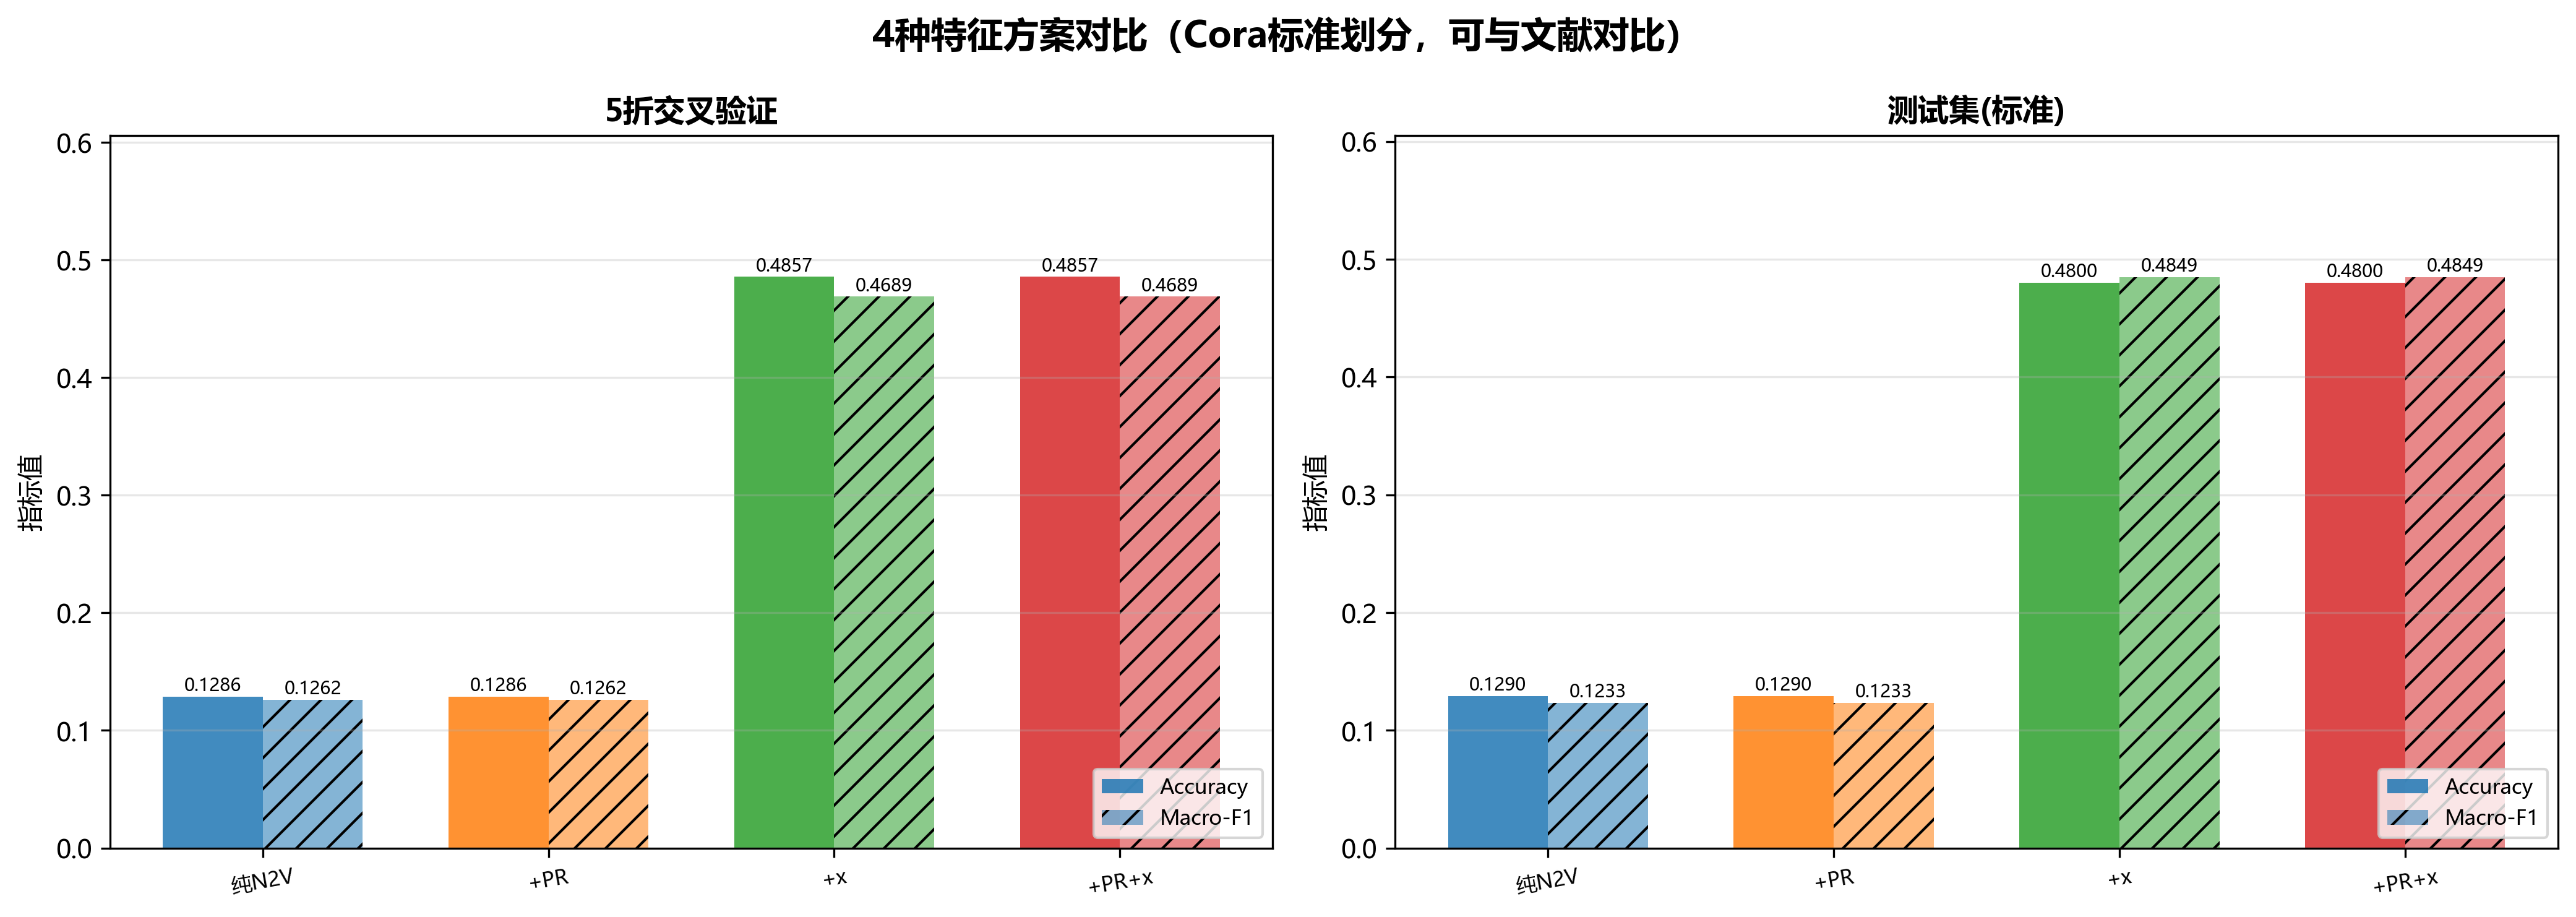 4种特征方案对比（Cora标准划分，可与文献对比）
5折交叉验证
指标值
0.6
0.5
0.4
0.3
0.2
0.1
0.0
0.1286
0.1262
0.1286
0.1262
0.4857
0.4689
0.4857
0.4689
纯N2V
+PR
+x
+PR+x
Accuracy
Macro-F1
测试集(标准)
指标值
0.6
0.5
0.4
0.3
0.2
0.1
0.0
0.1290
0.1233
0.1290
0.1233
0.4800
0.4849
0.4800
0.4849
纯N2V
+PR
+x
+PR+x
Accuracy
Macro-F1